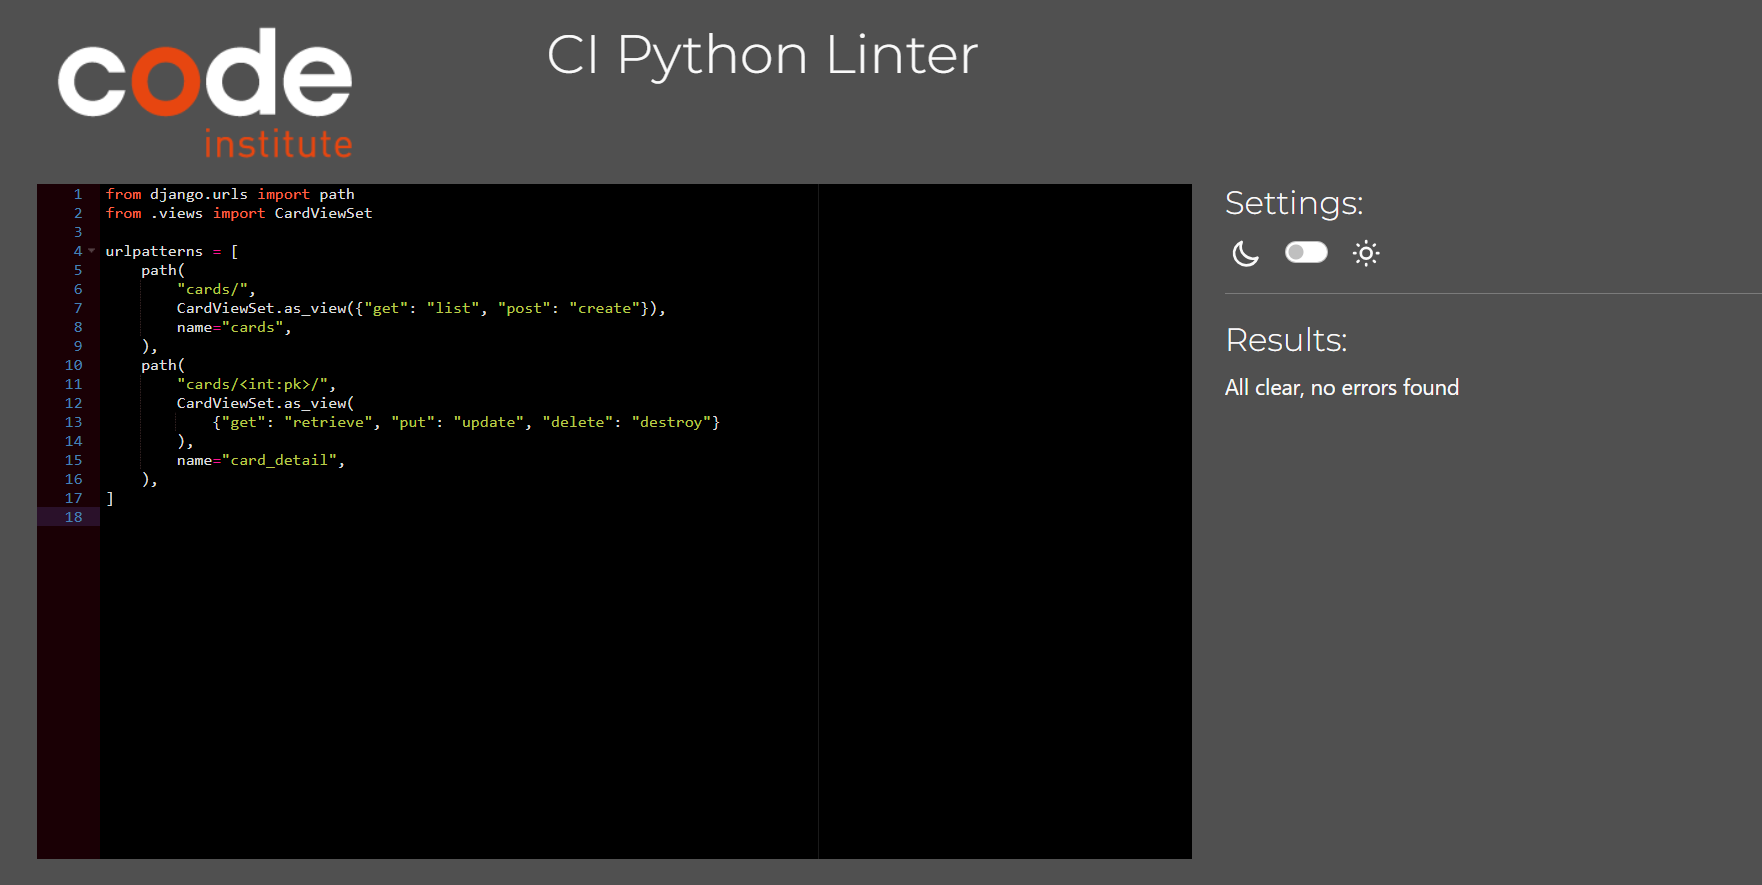 code
institute
CI Python Linter
1 from django.urls import path
2 from .views import CardViewSet
3
4 urlpatterns = [
5     path(
6         "cards/",
7         CardViewSet.as_view({"get": "list", "post": "create"}),
8         name="cards",
9     ),
10     path(
11         "cards/<int:pk>/",
12         CardViewSet.as_view(
13             {"get": "retrieve", "put": "update", "delete": "destroy"}
14         ),
15         name="card_detail",
16     ),
17 ]
18
Settings:
Results:
All clear, no errors found